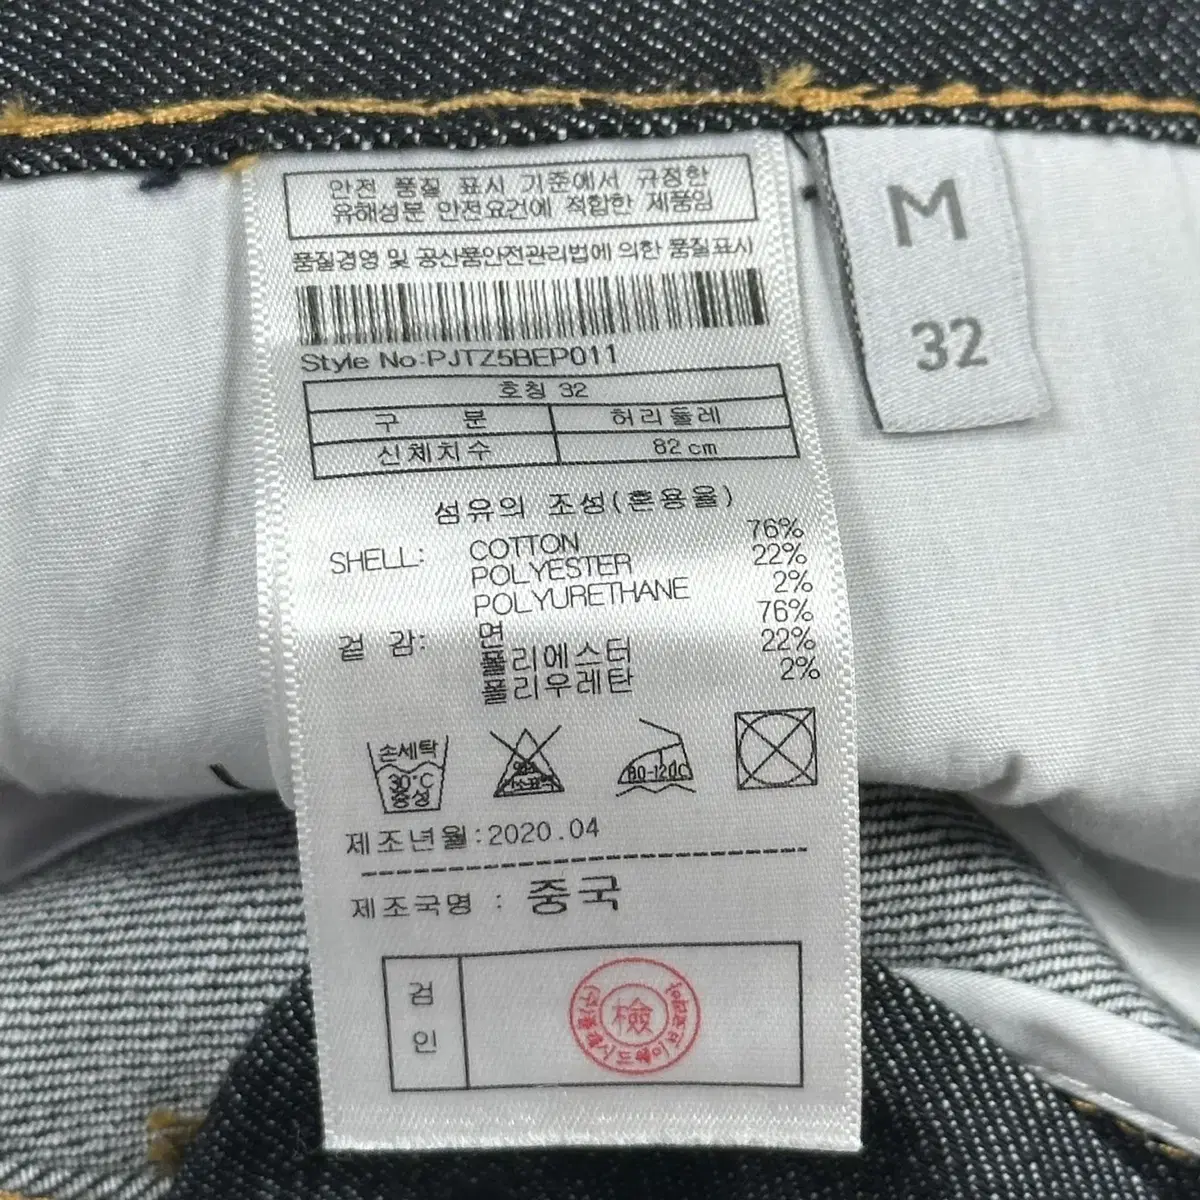 안전 품질 표시 기준에서 규정한
유해성분 안전요건에 적합한 제품임
품질경영 및 공산품안전관리법에 의한 품질표시
Style No:PJTZ5BEP011
호칭 32
구 분 허리둘레
신체치수 82 cm
섬유의 조성(혼용율)
SHELL: COTTON 76%
POLYESTER 22%
POLYURETHANE 2%
겉 감: 면 76%
폴리에스터 22%
폴리우레탄 2%
손세탁
30°C
중성
염소표백
80-120C
제조년월:2020.04
제조국명 : 중국
검
인
檢
M
32